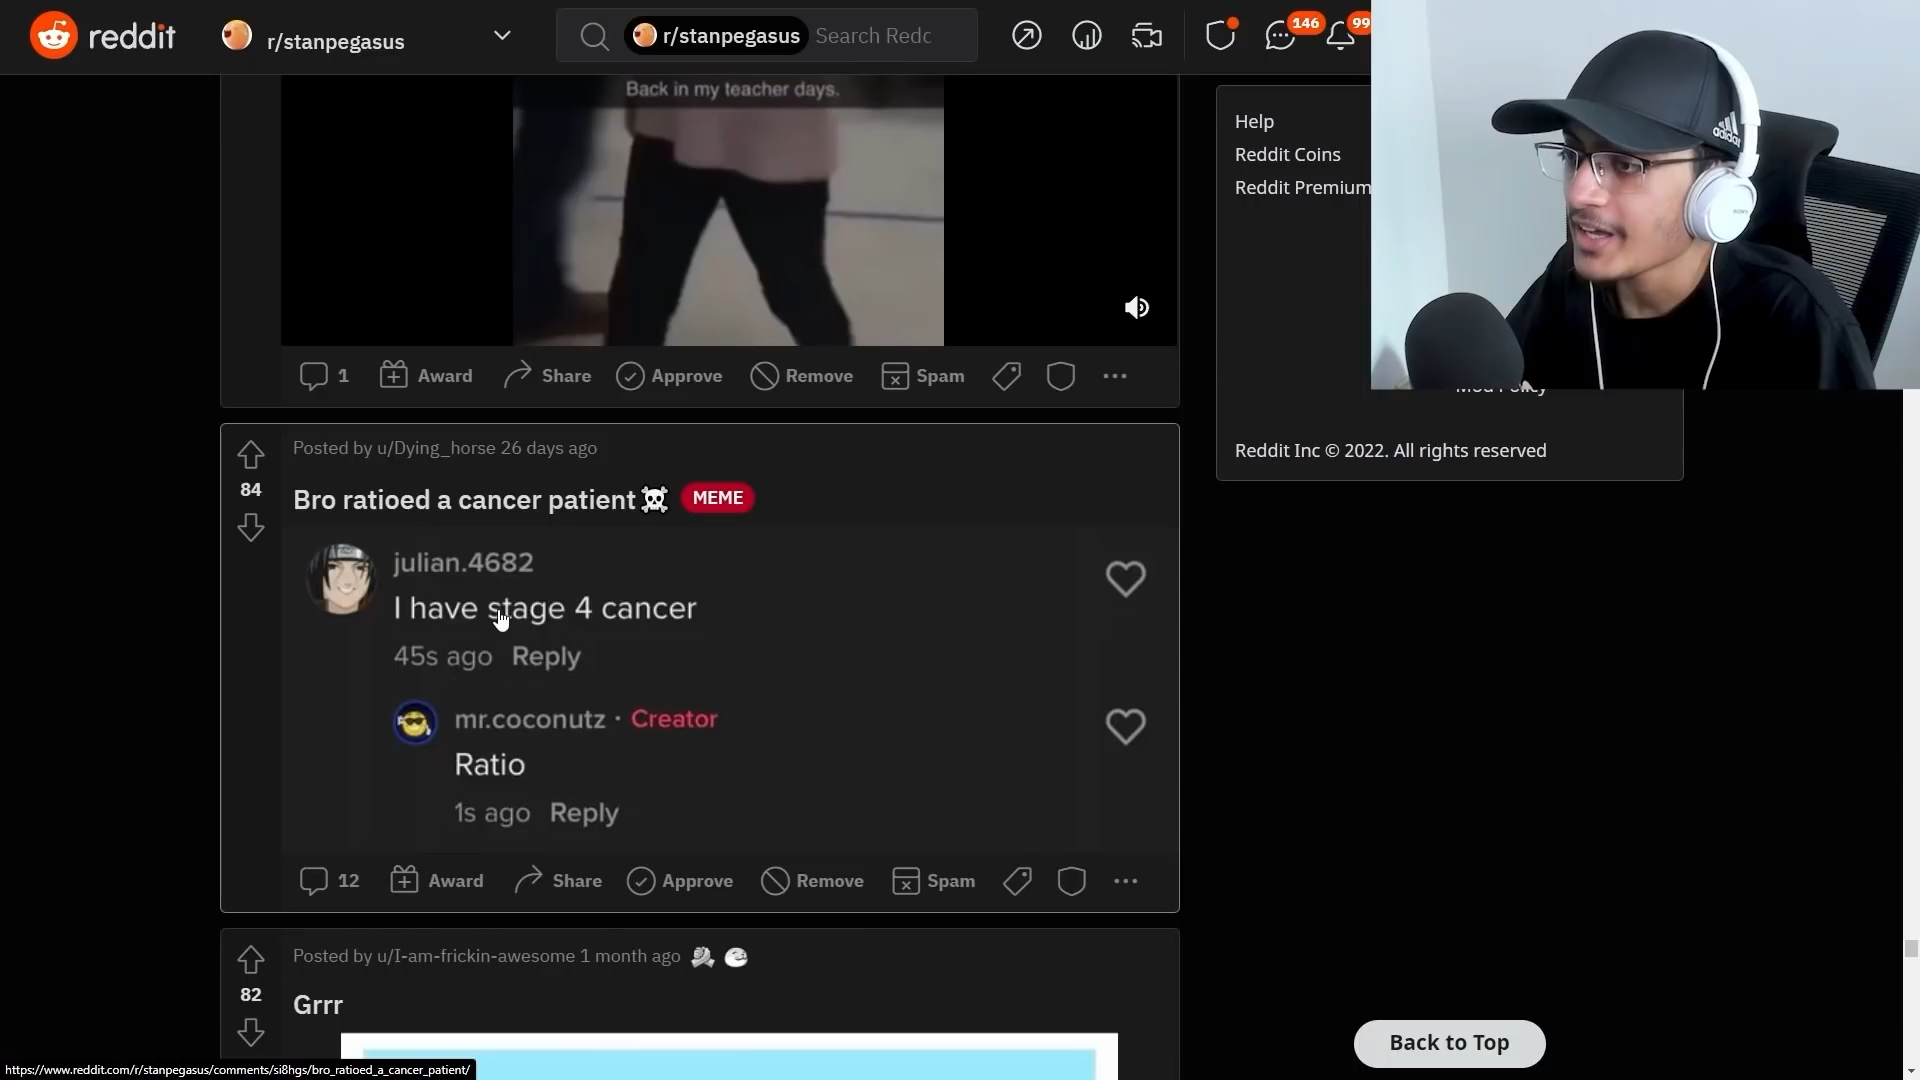 reddit
r/stanpegasus
r/stanpegasus
Search Redc
146
99
Back in my teacher days.
Help
Reddit Coins
Reddit Premium
adidas
SONY
1
Award
Share
Approve
Remove
Spam
Mod Policy
Reddit Inc © 2022. All rights reserved
Posted by u/Dying_horse 26 days ago
84
Bro ratioed a cancer patient☠ MEME
julian.4682
I have stage 4 cancer
45s ago Reply
mr.coconutz · Creator
Ratio
1s ago Reply
12
Award
Share
Approve
Remove
Spam
Posted by u/I-am-frickin-awesome 1 month ago
82
Grrr
Back to Top
https://www.reddit.com/r/stanpegasus/comments/si8hgs/bro_ratioed_a_cancer_patient/